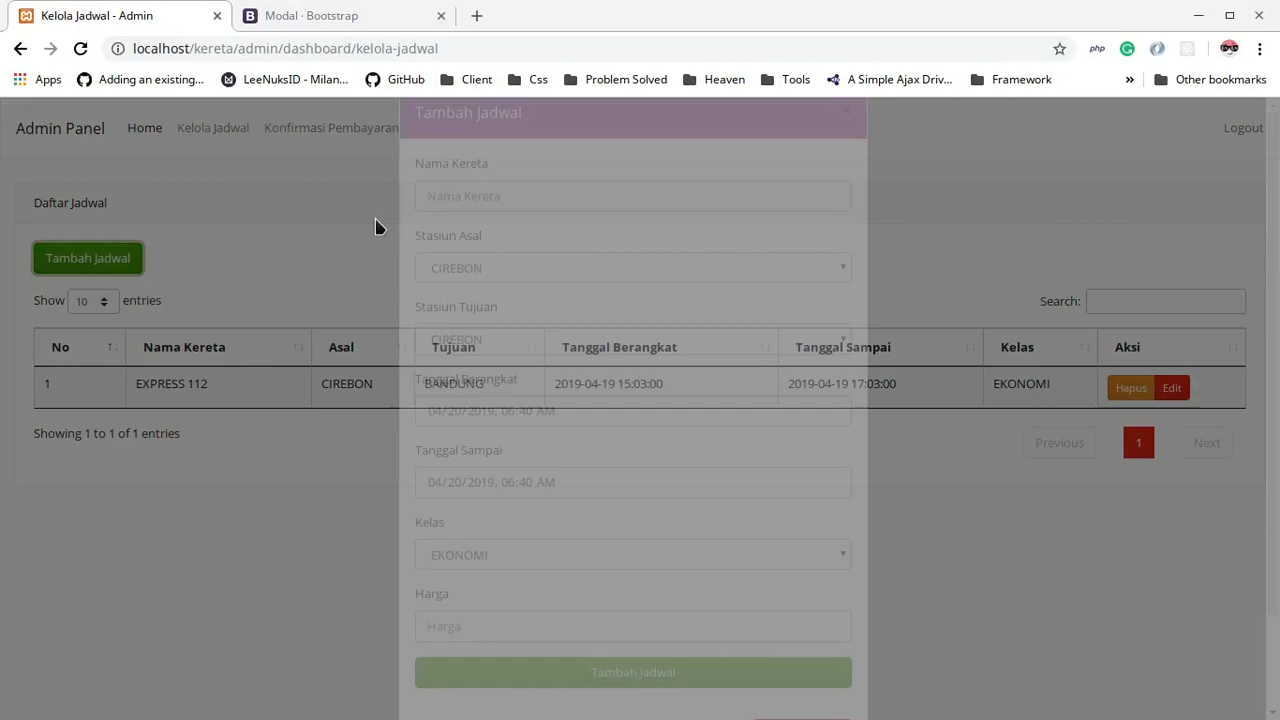 Kelola Jadwal - Admin
Modal · Bootstrap
localhost/kereta/admin/dashboard/kelola-jadwal
php
Apps
Adding an existing...
LeeNuksID - Milan...
GitHub
Client
Css
Problem Solved
Heaven
Tools
A Simple Ajax Driv...
Framework
»
Other bookmarks
Admin Panel
Home
Kelola Jadwal
Konfirmasi Pembayaran
Logout
Tambah Jadwal
×
Daftar Jadwal
Tambah Jadwal
Show 10 entries
Search:
No
Nama Kereta
Asal
Tujuan
Tanggal Berangkat
Tanggal Sampai
Kelas
Aksi
1
EXPRESS 112
CIREBON
BANDUNG
2019-04-19 15:03:00
2019-04-19 17:03:00
EKONOMI
Hapus
Edit
Showing 1 to 1 of 1 entries
Previous
1
Next
Nama Kereta
Nama Kereta
Stasiun Asal
CIREBON
Stasiun Tujuan
CIREBON
Tanggal Berangkat
04/20/2019, 06:40 AM
Tanggal Sampai
04/20/2019, 06:40 AM
Kelas
EKONOMI
Harga
Harga
Tambah Jadwal